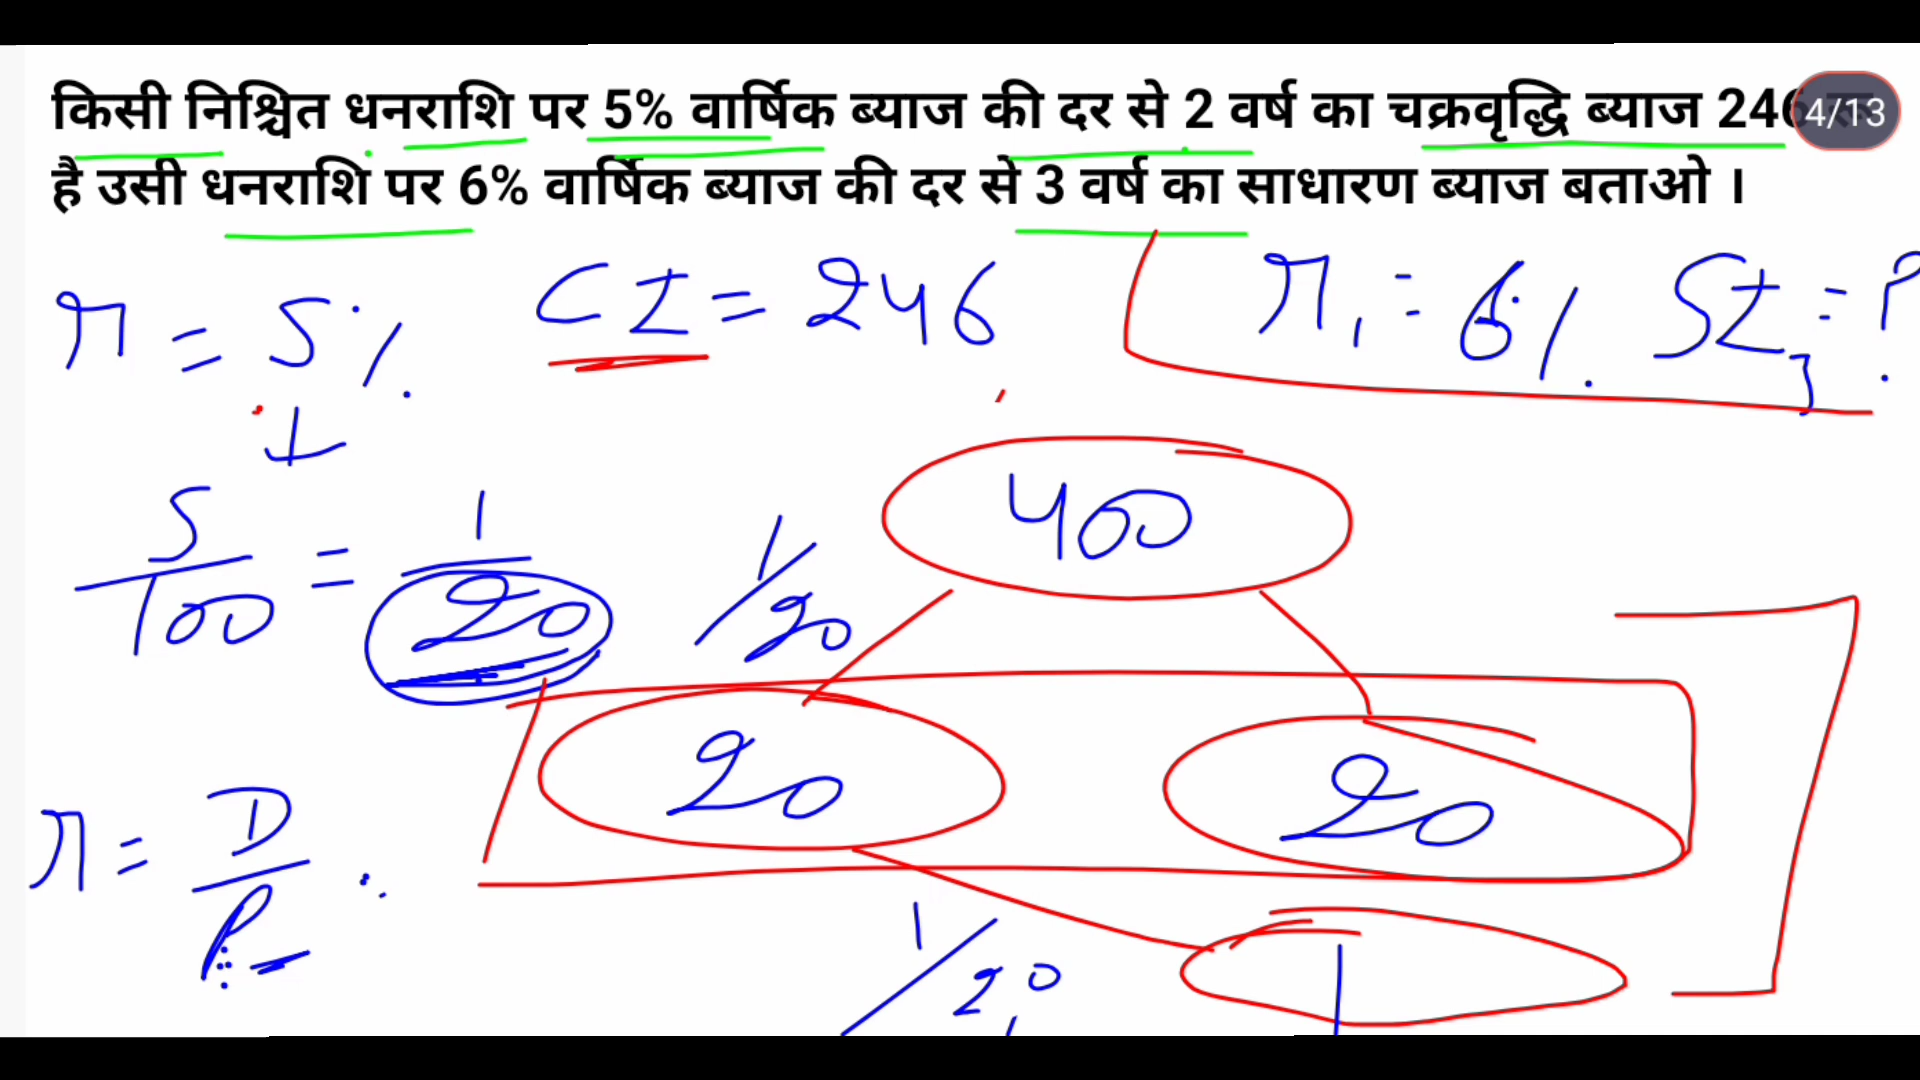 किसी निश्चित धनराशि पर 5% वार्षिक ब्याज की दर से 2 वर्ष का चक्रवृद्धि ब्याज 246
4/13
है उसी धनराशि पर 6% वार्षिक ब्याज की दर से 3 वर्ष का साधारण ब्याज बताओ ।
r = 5%. CI = 246 r₁ = 6%. SI₃ = ?
5/100 = 1/20
1/20
400
20 20
r = D/P
1/20
1